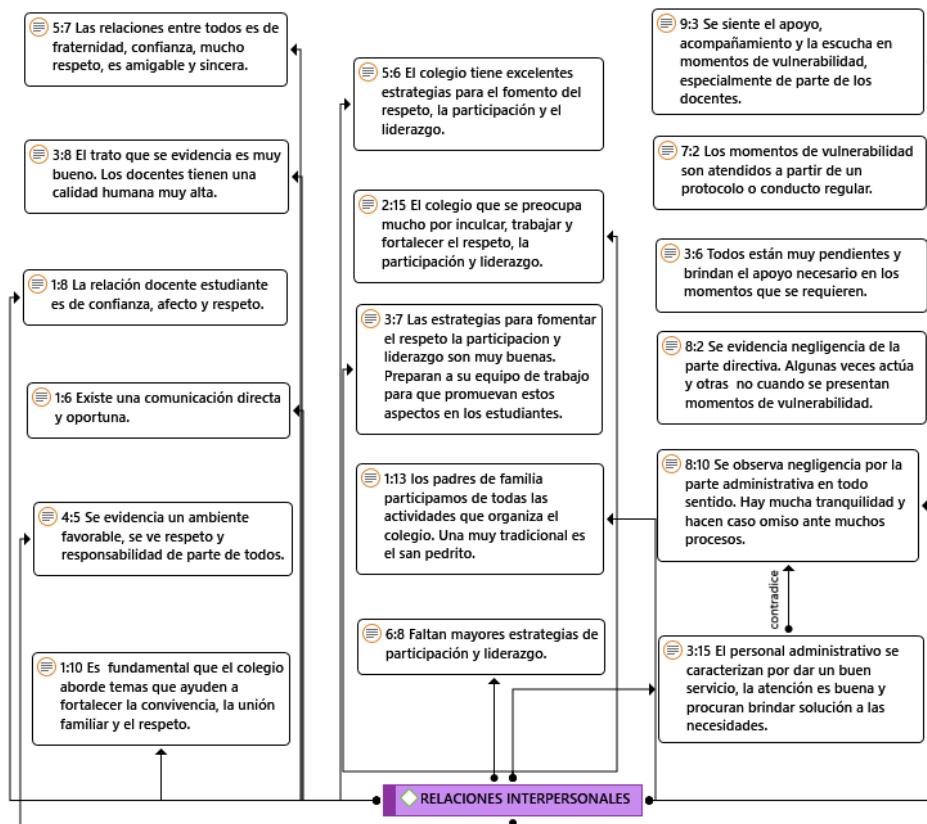 5:7 Las relaciones entre todos es de
fraternidad, confianza, mucho
respeto, es amigable y sincera.
3:8 El trato que se evidencia es muy
bueno. Los docentes tienen una
calidad humana muy alta.
1:8 La relación docente estudiante
es de confianza, afecto y respeto.
1:6 Existe una comunicación directa
y oportuna.
4:5 Se evidencia un ambiente
favorable, se ve respeto y
responsabilidad de parte de todos.
1:10 Es fundamental que el colegio
aborde temas que ayuden a
fortalecer la convivencia, la unión
familiar y el respeto.
5:6 El colegio tiene excelentes
estrategias para el fomento del
respeto, la participación y el
liderazgo.
2:15 El colegio que se preocupa
mucho por inculcar, trabajar y
fortalecer el respeto, la
participación y liderazgo.
3:7 Las estrategias para fomentar
el respeto la participacion y
liderazgo son muy buenas.
Preparan a su equipo de trabajo
para que promuevan estos
aspectos en los estudiantes.
1:13 los padres de familia
participamos de todas las
actividades que organiza el
colegio. Una muy tradicional es
el san pedrito.
6:8 Faltan mayores estrategias de
participación y liderazgo.
9:3 Se siente el apoyo,
acompañamiento y la escucha en
momentos de vulnerabilidad,
especialmente de parte de los
docentes.
7:2 Los momentos de vulnerabilidad
son atendidos a partir de un
protocolo o conducto regular.
3:6 Todos están muy pendientes y
brindan el apoyo necesario en los
momentos que se requieren.
8:2 Se evidencia negligencia de la
parte directiva. Algunas veces actúa
y otras no cuando se presentan
momentos de vulnerabilidad.
8:10 Se observa negligencia por la
parte administrativa en todo
sentido. Hay mucha tranquilidad y
hacen caso omiso ante muchos
procesos.
contradice
3:15 El personal administrativo se
caracterizan por dar un buen
servicio, la atención es buena y
procuran brindar solución a las
necesidades.
RELACIONES INTERPERSONALES